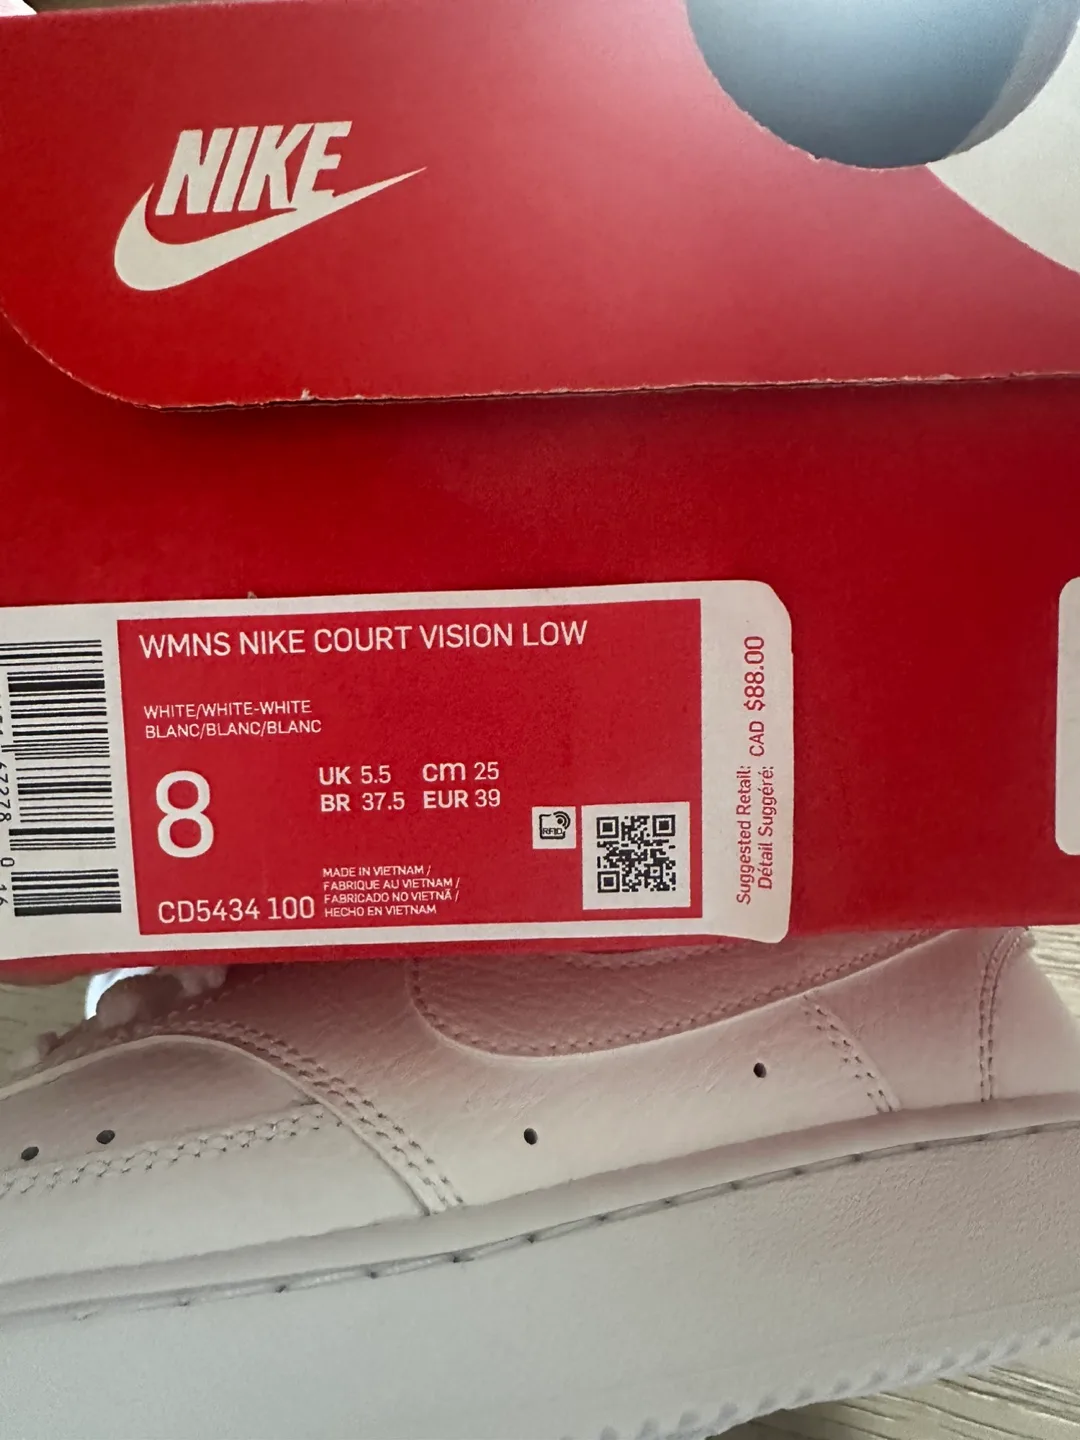 NIKE
WMNS NIKE COURT VISION LOW
WHITE/WHITE-WHITE
BLANC/BLANC/BLANC
8
UK 5.5 cm 25
BR 37.5 EUR 39
RFID
CD5434 100
MADE IN VIETNAM /
FABRIQUE AU VIETNAM /
FABRICADO NO VIETNÃ /
HECHO EN VIETNAM
Suggested Retail: CAD $88.00
Détail Suggéré:
67278